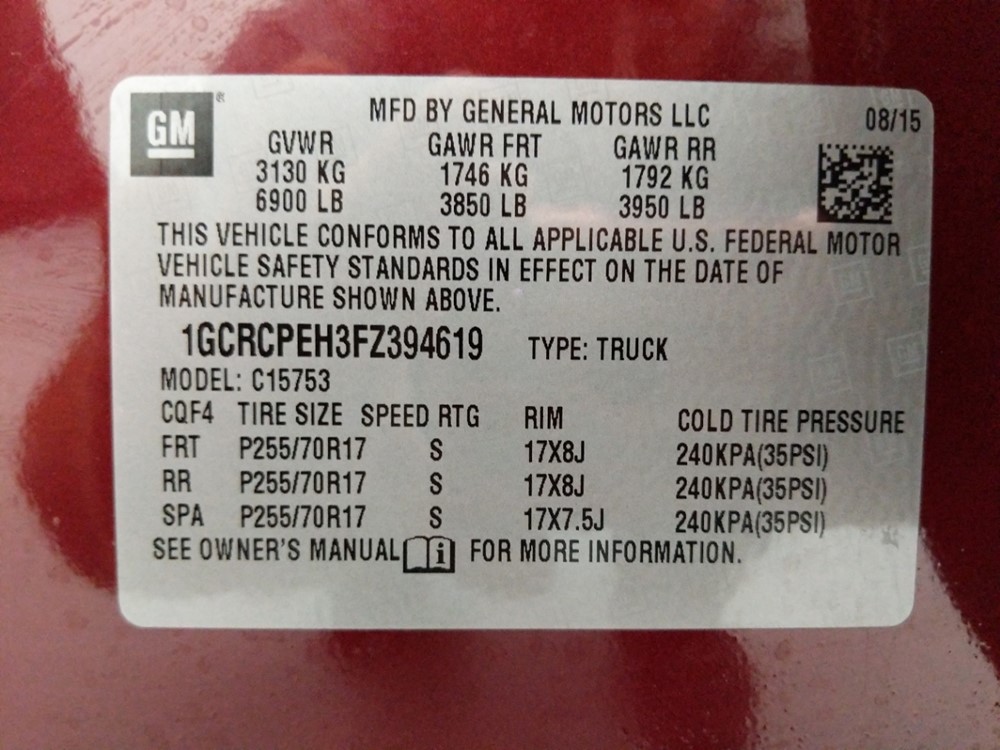 GM®
MFD BY GENERAL MOTORS LLC 08/15
GVWR GAWR FRT GAWR RR
3130 KG 1746 KG 1792 KG
6900 LB 3850 LB 3950 LB
THIS VEHICLE CONFORMS TO ALL APPLICABLE U.S. FEDERAL MOTOR
VEHICLE SAFETY STANDARDS IN EFFECT ON THE DATE OF
MANUFACTURE SHOWN ABOVE.
1GCRCPEH3FZ394619 TYPE: TRUCK
MODEL: C15753
CQF4 TIRE SIZE SPEED RTG RIM COLD TIRE PRESSURE
FRT P255/70R17 S 17X8J 240KPA(35PSI)
RR P255/70R17 S 17X8J 240KPA(35PSI)
SPA P255/70R17 S 17X7.5J 240KPA(35PSI)
SEE OWNER'S MANUAL i FOR MORE INFORMATION.